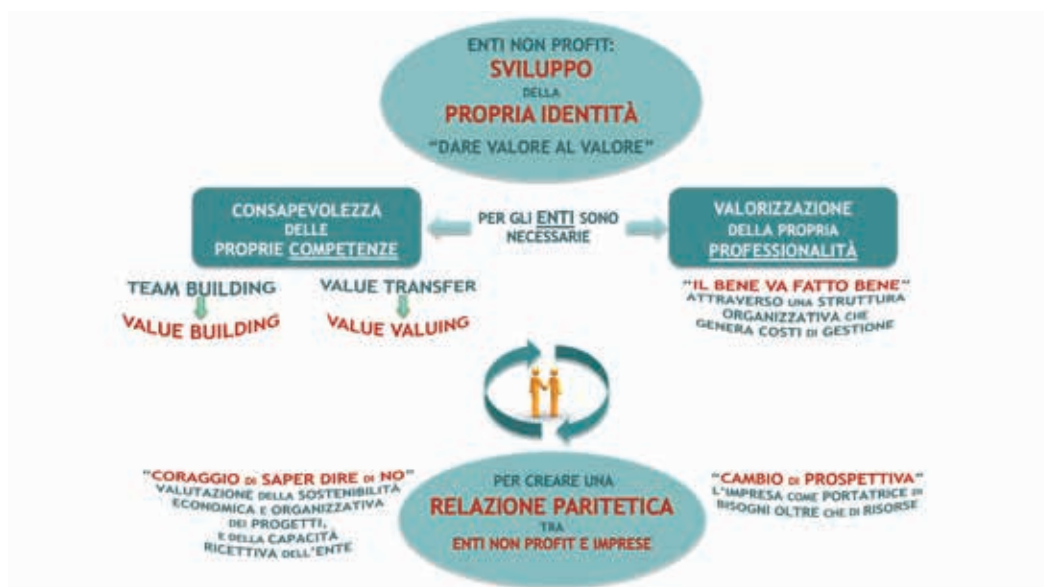 ENTI NON PROFIT:
SVILUPPO
DELLA
PROPRIA IDENTITÀ
"DARE VALORE AL VALORE"
CONSAPEVOLEZZA
DELLE
PROPRIE COMPETENZE
PER GLI ENTI SONO
NECESSARIE
VALORIZZAZIONE
DELLA PROPRIA
PROFESSIONALITÀ
TEAM BUILDING
VALUE BUILDING
VALUE TRANSFER
VALUE VALUING
"IL BENE VA FATTO BENE"
ATTRAVERSO UNA STRUTTURA
ORGANIZZATIVA CHE
GENERA COSTI DI GESTIONE
"CORAGGIO DI SAPER DIRE DI NO"
VALUTAZIONE DELLA SOSTENIBILITÀ
ECONOMICA E ORGANIZZATIVA
DEI PROGETTI,
E DELLA CAPACITÀ
RICETTIVA DELL'ENTE
PER CREARE UNA
RELAZIONE PARITETICA
TRA
ENTI NON PROFIT E IMPRESE
"CAMBIO DI PROSPETTIVA"
L'IMPRESA COME PORTATRICE DI
BISOGNI OLTRE CHE DI RISORSE